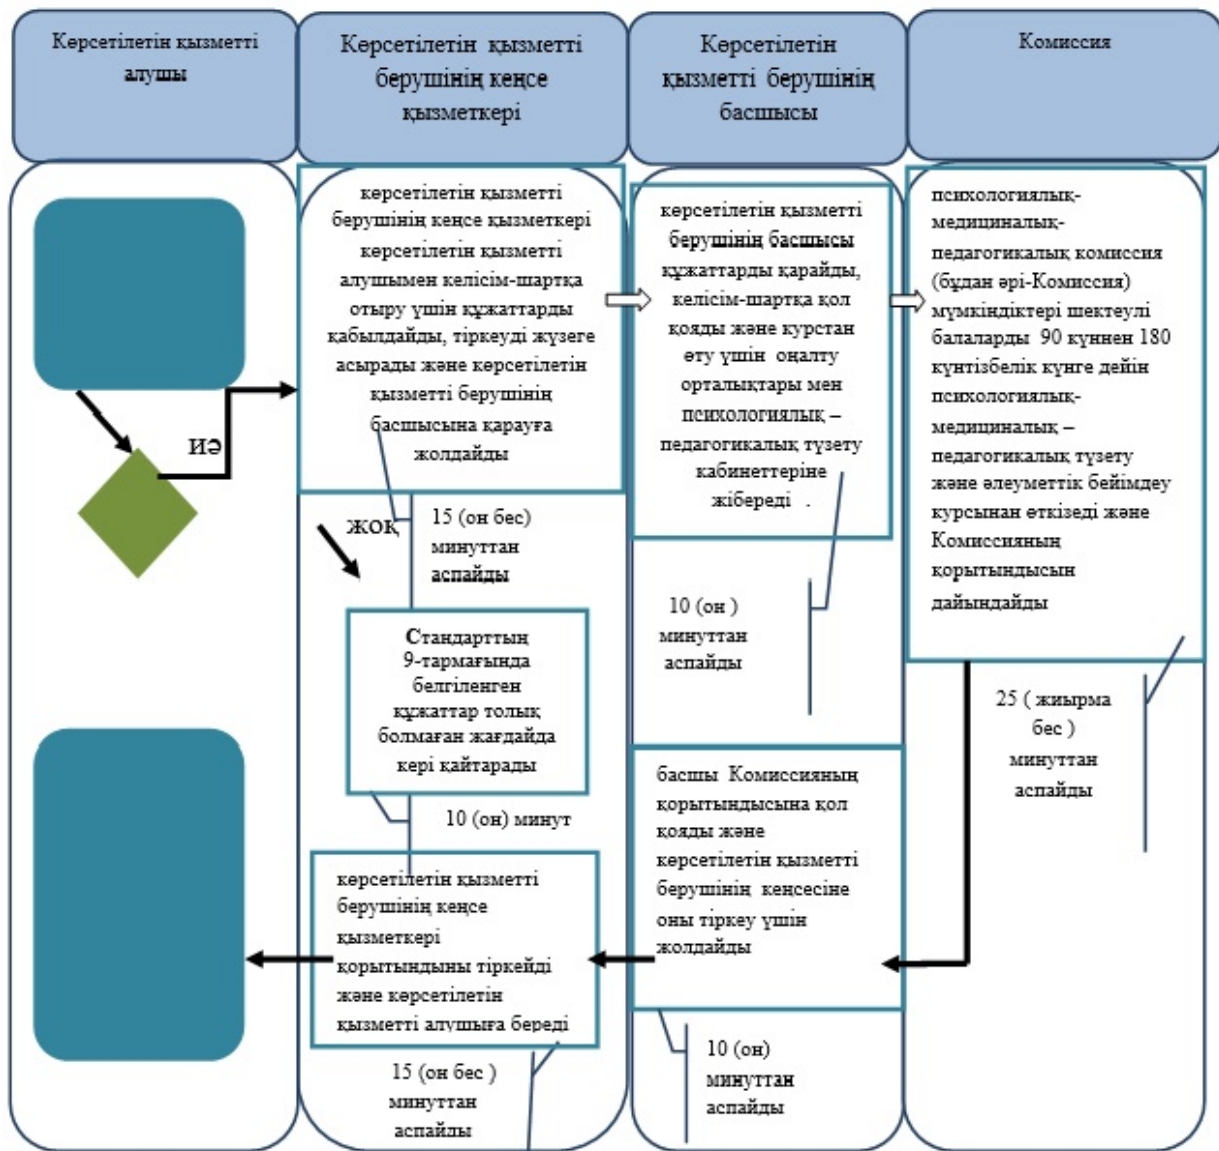 Көрсетілетін қызметті
алушы
Көрсетілетін қызметті
берушінің кеңсе
қызметкері
Көрсетілетін
қызметті берушінің
басшысы
Комиссия
көрсетілетін қызметті
берушінің кеңсе қызметкері
көрсетілетін қызметті
алушымен келісім-шартқа
отыру үшін құжаттарды
қабылдайды, тіркеуді жүзеге
асырады және көрсетілетін
қызметті берушінің
басшысына қарауға
жолдайды
көрсетілетін қызметті
берушінің басшысы
құжаттарды қарайды,
келісім-шартқа қол
қояды және курстан
өту үшін оңалту
орталықтары мен
психологиялық –
педагогикалық түзету
кабинеттеріне
жібереді .
психологиялық-
медициналық-
педагогикалық комиссия
(бұдан әрі-Комиссия)
мүмкіндіктері шектеулі
балаларды 90 күннен 180
күнтізбелік күнге дейін
психологиялық-
медициналық –
педагогикалық түзету
және әлеуметтік бейімдеу
курсынан өткізеді және
Комиссияның
қорытындысын
дайындайды
иә
жоқ
15 (он бес)
минуттан
аспайды
10 (он )
минуттан
аспайды
25 ( жиырма
бес )
минуттан
аспайды
Стандарттың
9-тармағында
белгіленген
құжаттар толық
болмаған жағдайда
кері қайтарады
10 (он) минут
басшы Комиссияның
қорытындысына қол
қояды және
көрсетілетін қызметті
берушінің кеңсесіне
оны тіркеу үшін
жолдайды
көрсетілетін қызметті
берушінің кеңсе
қызметкері
қорытындыны тіркейді
және көрсетілетін
қызметті алушыға береді
15 (он бес )
минуттан
аспайды
10 (он)
минуттан
аспайды